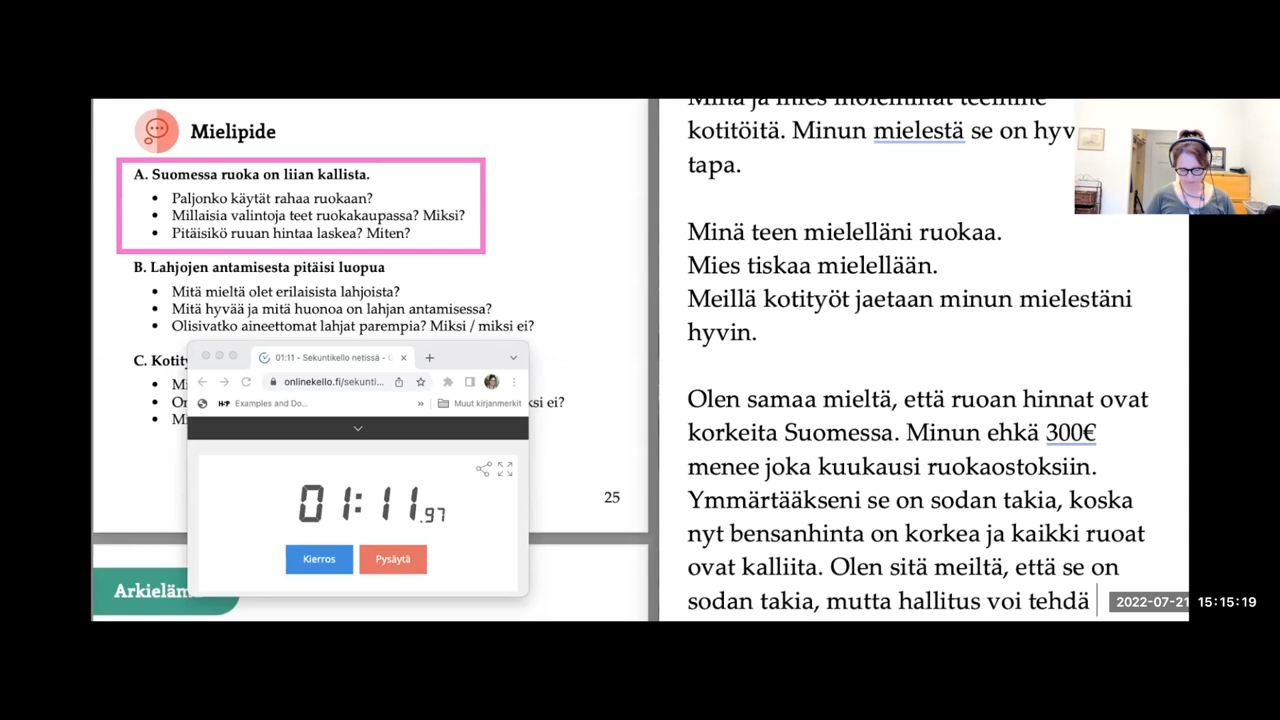 Mielipide
A. Suomessa ruoka on liian kallista.
• Paljonko käytät rahaa ruokaan?
• Millaisia valintoja teet ruokakaupassa? Miksi?
• Pitäisikö ruuan hintaa laskea? Miten?
B. Lahjojen antamisesta pitäisi luopua
• Mitä mieltä olet erilaisista lahjoista?
• Mitä hyvää ja mitä huonoa on lahjan antamisessa?
• Olisivatko aineettomat lahjat parempia? Miksi / miksi ei?
C.
ei?
01:11 - Sekuntikello netissä -
onlinekello.fi/sekunti...
H-P Examples and Do...
» Muut kirjanmerkit
01:11.97
Kierros
Pysäytä
25
Minä ja mies molemmat teemme
kotitöitä. Minun mielestä se on hyv
tapa.
Minä teen mielelläni ruokaa.
Mies tiskaa mielellään.
Meillä kotityöt jaetaan minun mielestäni
hyvin.
Olen samaa mieltä, että ruoan hinnat ovat
korkeita Suomessa. Minun ehkä 300€
menee joka kuukausi ruokaostoksiin.
Ymmärtääkseni se on sodan takia, koska
nyt bensanhinta on korkea ja kaikki ruoat
ovat kalliita. Olen sitä meiltä, että se on
sodan takia, mutta hallitus voi tehdä
2022-07-21 15:15:19